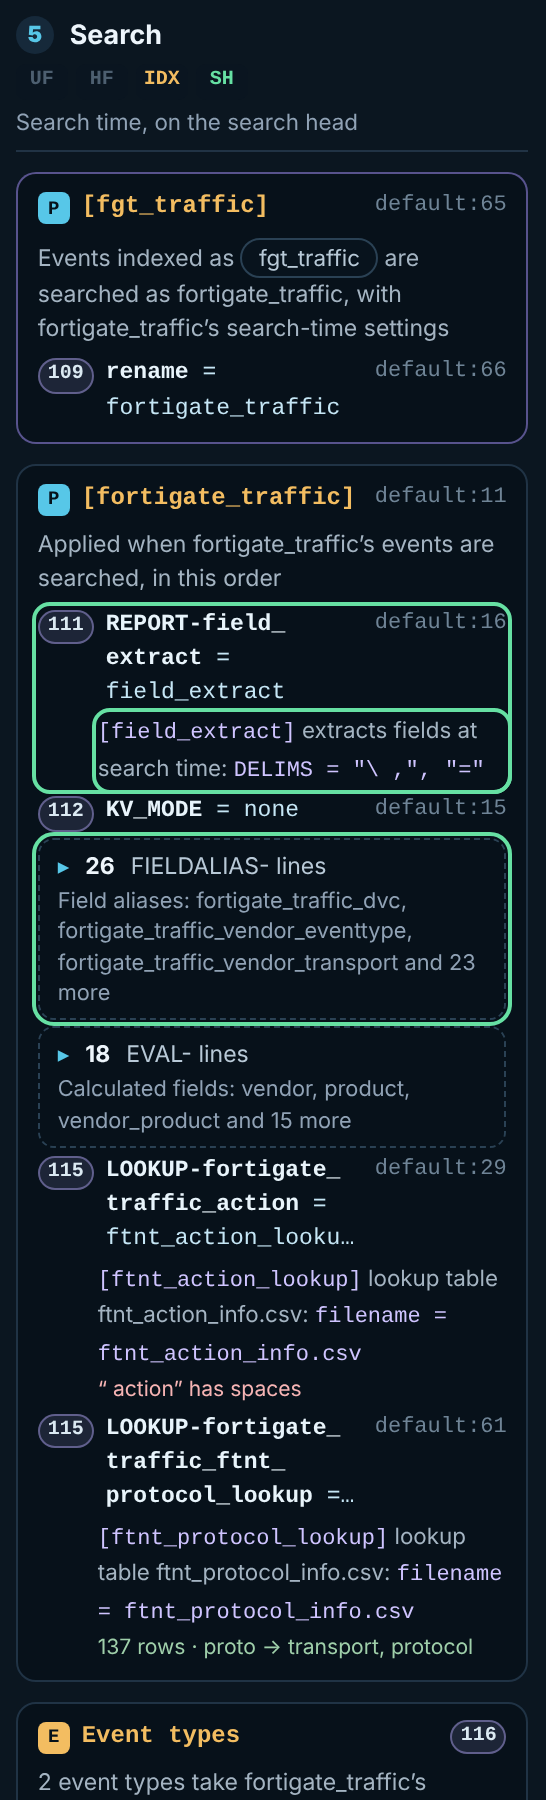 5 Search
UF HF IDX SH
Search time, on the search head
P [fgt_traffic] default:65
Events indexed as fgt_traffic are
searched as fortigate_traffic, with
fortigate_traffic’s search-time settings
109 rename = default:66
fortigate_traffic
P [fortigate_traffic] default:11
Applied when fortigate_traffic’s events are
searched, in this order
111 REPORT-field_ default:16
extract =
field_extract
[field_extract] extracts fields at
search time: DELIMS = "\ ,", "="
112 KV_MODE = none default:15
▶ 26 FIELDALIAS- lines
Field aliases: fortigate_traffic_dvc,
fortigate_traffic_vendor_eventtype,
fortigate_traffic_vendor_transport and 23
more
▶ 18 EVAL- lines
Calculated fields: vendor, product,
vendor_product and 15 more
115 LOOKUP-fortigate_ default:29
traffic_action =
ftnt_action_looku…
[ftnt_action_lookup] lookup table
ftnt_action_info.csv: filename =
ftnt_action_info.csv
“ action” has spaces
115 LOOKUP-fortigate_ default:61
traffic_ftnt_
protocol_lookup =…
[ftnt_protocol_lookup] lookup
table ftnt_protocol_info.csv: filename
= ftnt_protocol_info.csv
137 rows · proto → transport, protocol
E Event types 116
2 event types take fortigate_traffic’s